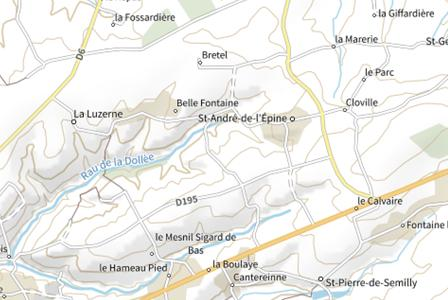 la Fossardière
la Giffardière
D6
la Marerie
Bretel
le Parc
Belle Fontaine
Cloville
La Luzerne
St-André-de-l'Épine
Rau de la Dollée
D195
le Calvaire
Fontaine
le Mesnil Sigard de
Bas
le Hameau Pied
la Boulaye
Cantereinne
St-Pierre-de-Semilly